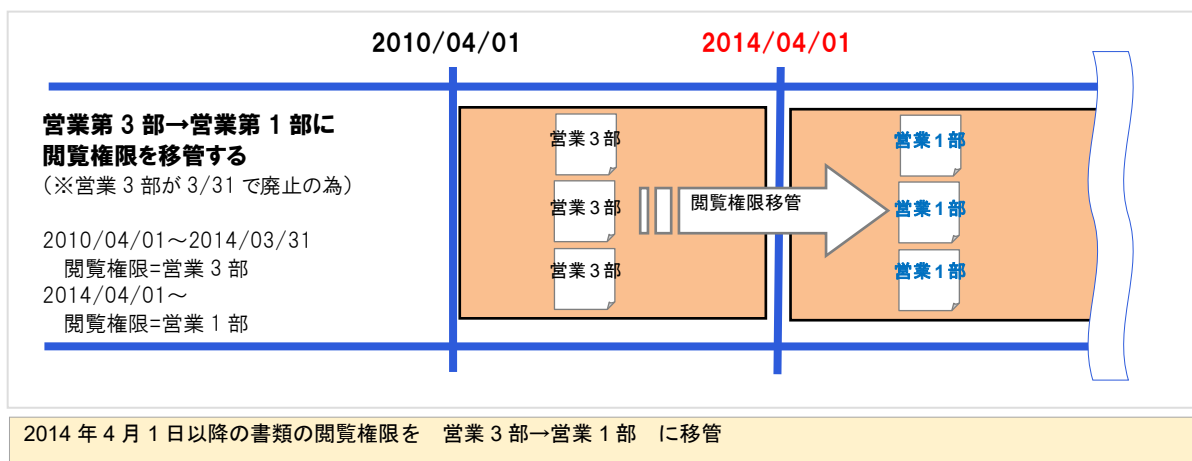 2010/04/01
2014/04/01
営業第3部→営業第1部に
閲覧権限を移管する
(※営業3部が3/31で廃止の為)
2010/04/01～2014/03/31
閲覧権限=営業3部
2014/04/01～
閲覧権限=営業1部
営業3部
営業3部
営業3部
閲覧権限移管
営業1部
営業1部
営業1部
2014年4月1日以降の書類の閲覧権限を　営業3部→営業1部　に移管